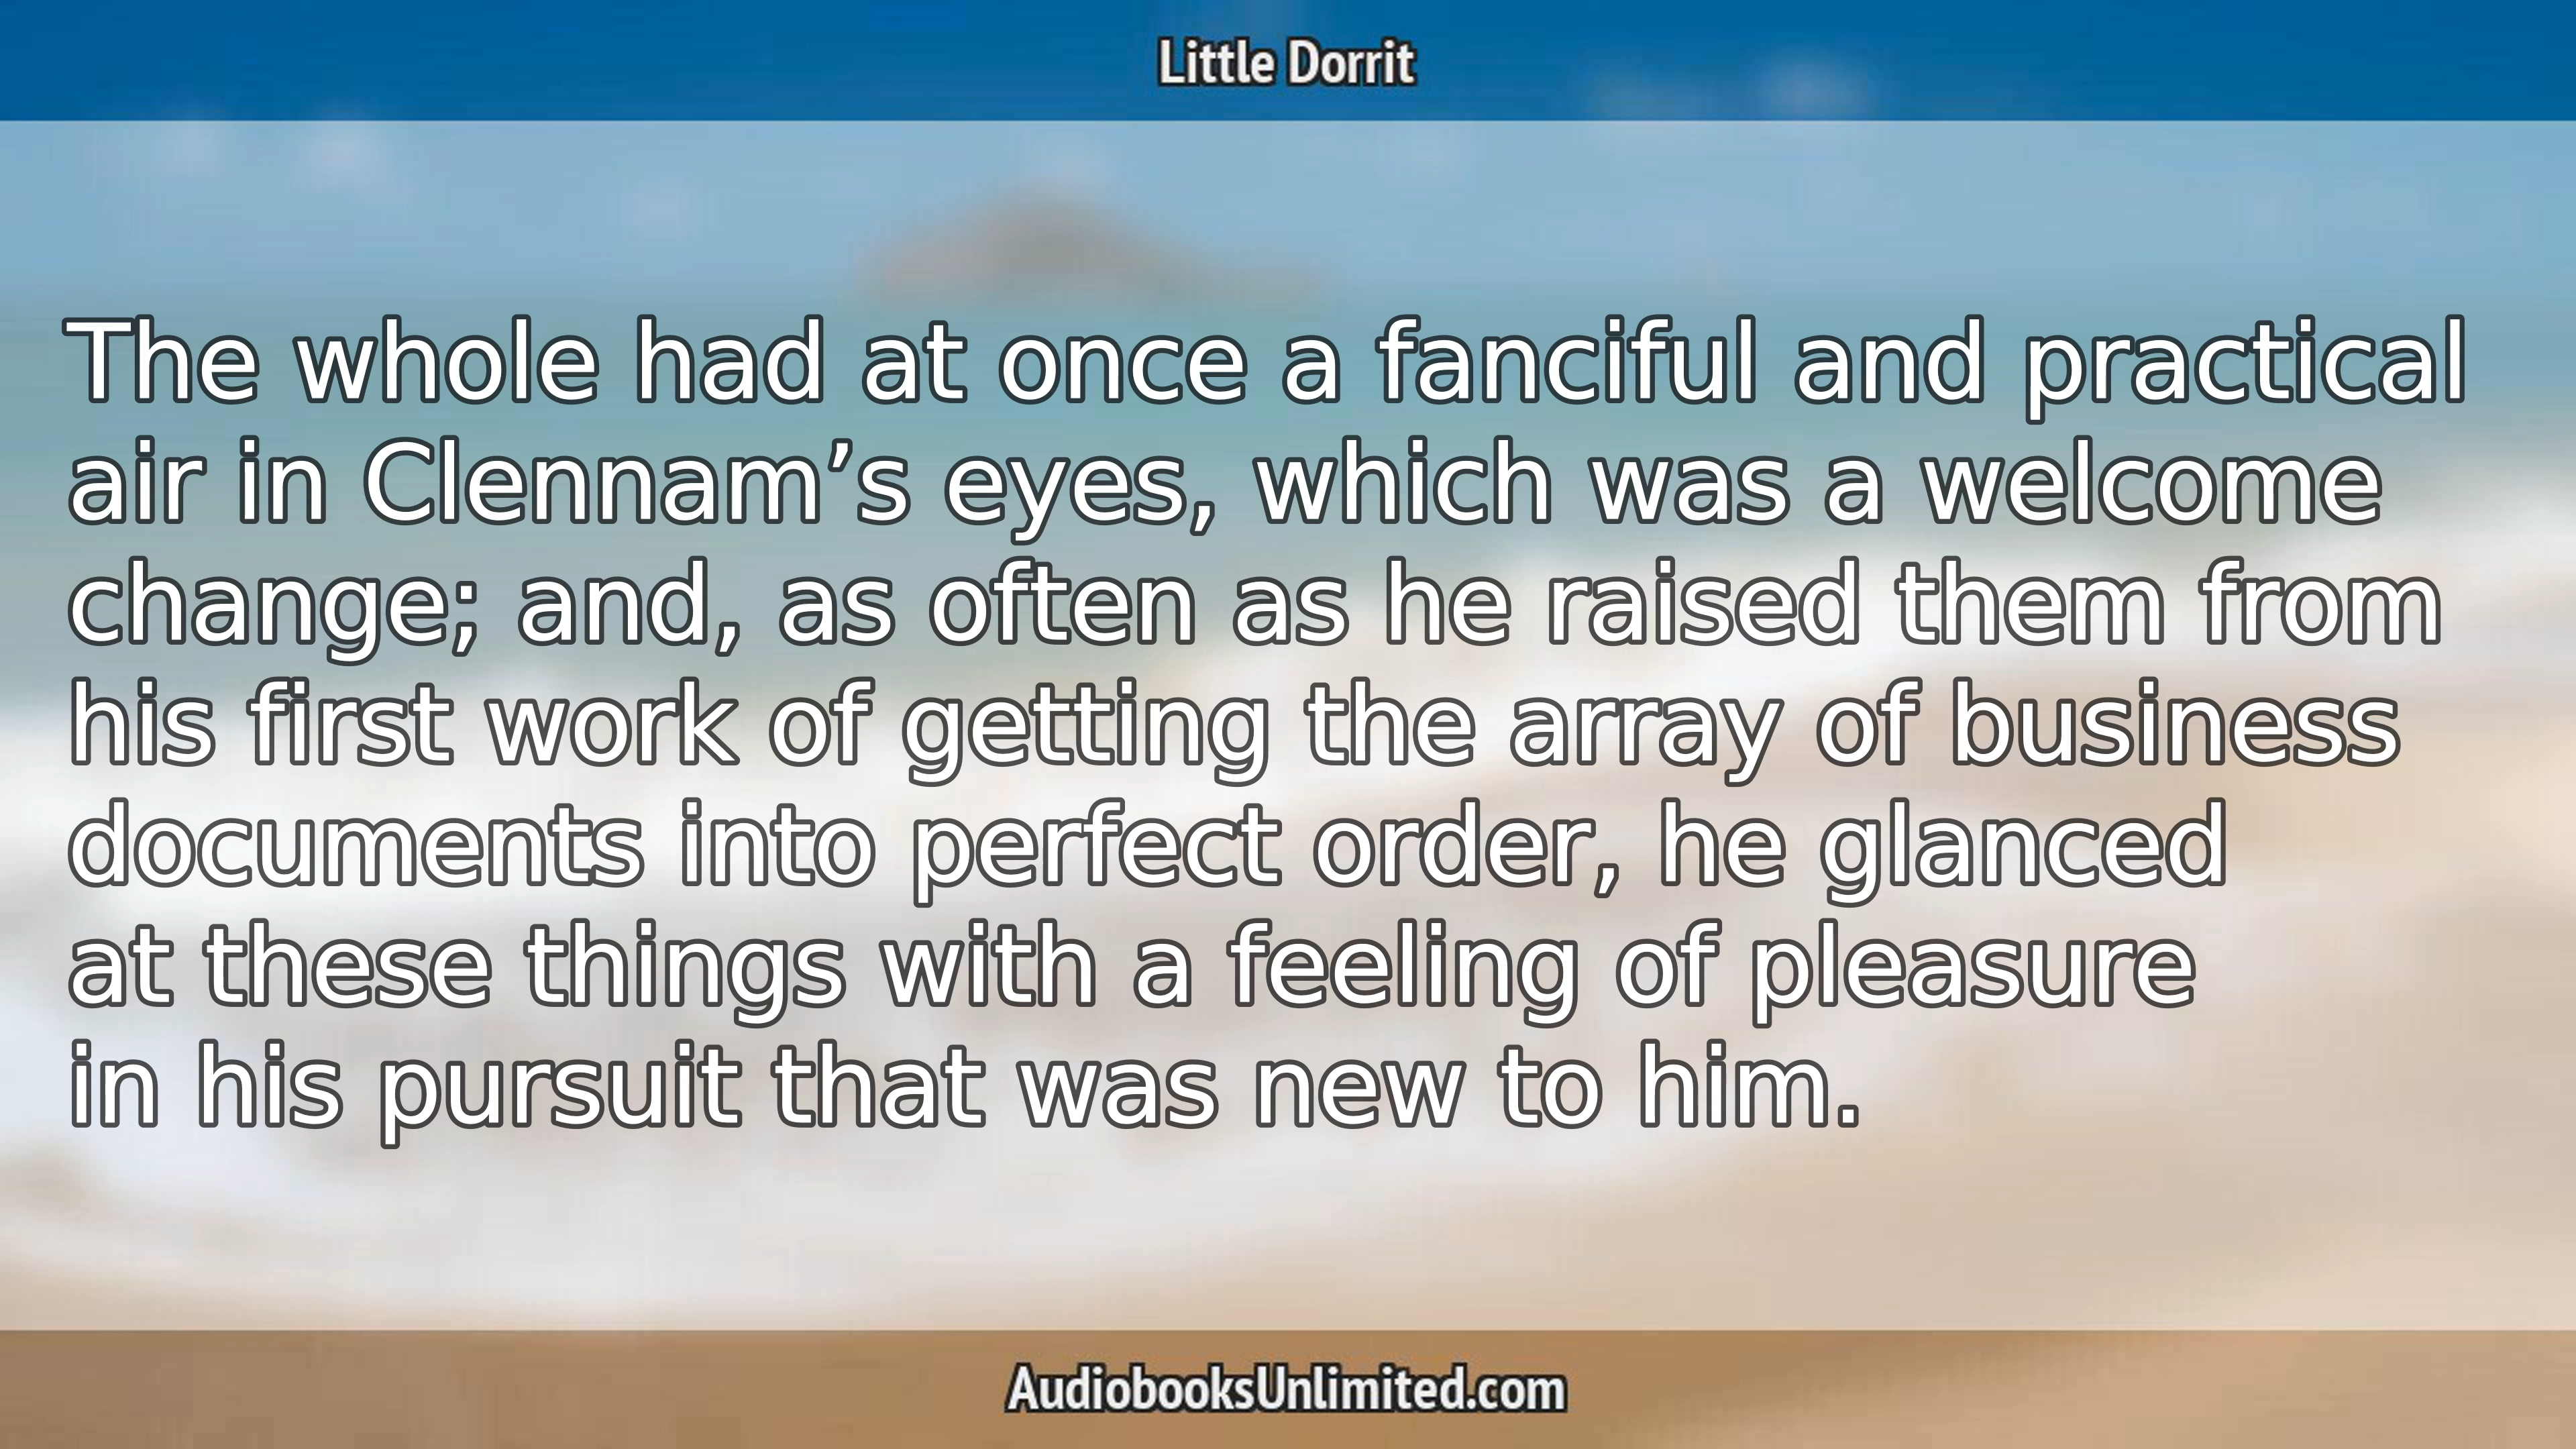 Little Dorrit
The whole had at once a fanciful and practical
air in Clennam’s eyes, which was a welcome
change; and, as often as he raised them from
his first work of getting the array of business
documents into perfect order, he glanced
at these things with a feeling of pleasure
in his pursuit that was new to him.
AudiobooksUnlimited.com